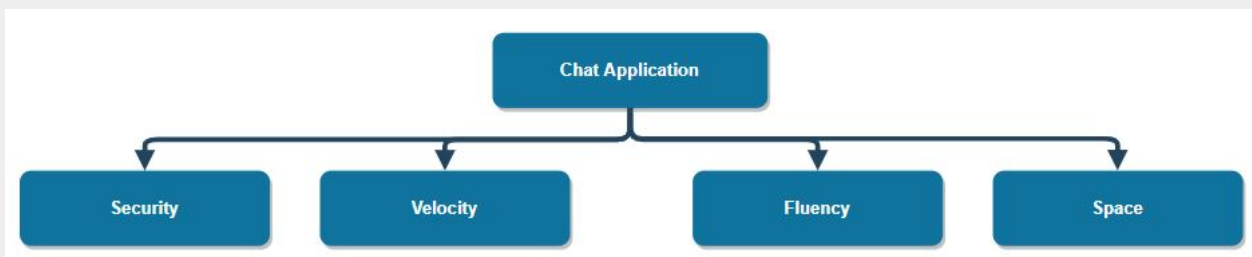 Chat Application
Security
Velocity
Fluency
Space